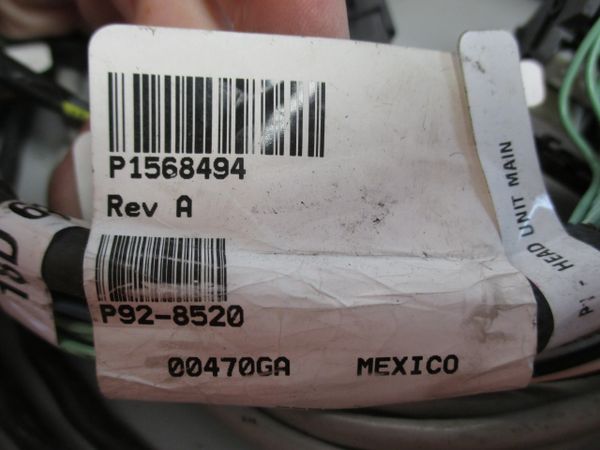 P1568494
Rev A
P92-8520
00470GA MEXICO
P1 - HEAD UNIT MAIN